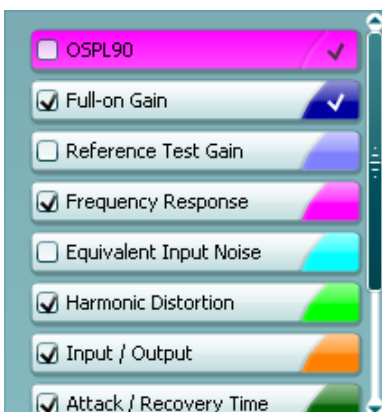 OSPL90
Full-on Gain
Reference Test Gain
Frequency Response
Equivalent Input Noise
Harmonic Distortion
Input / Output
Attack / Recovery Time